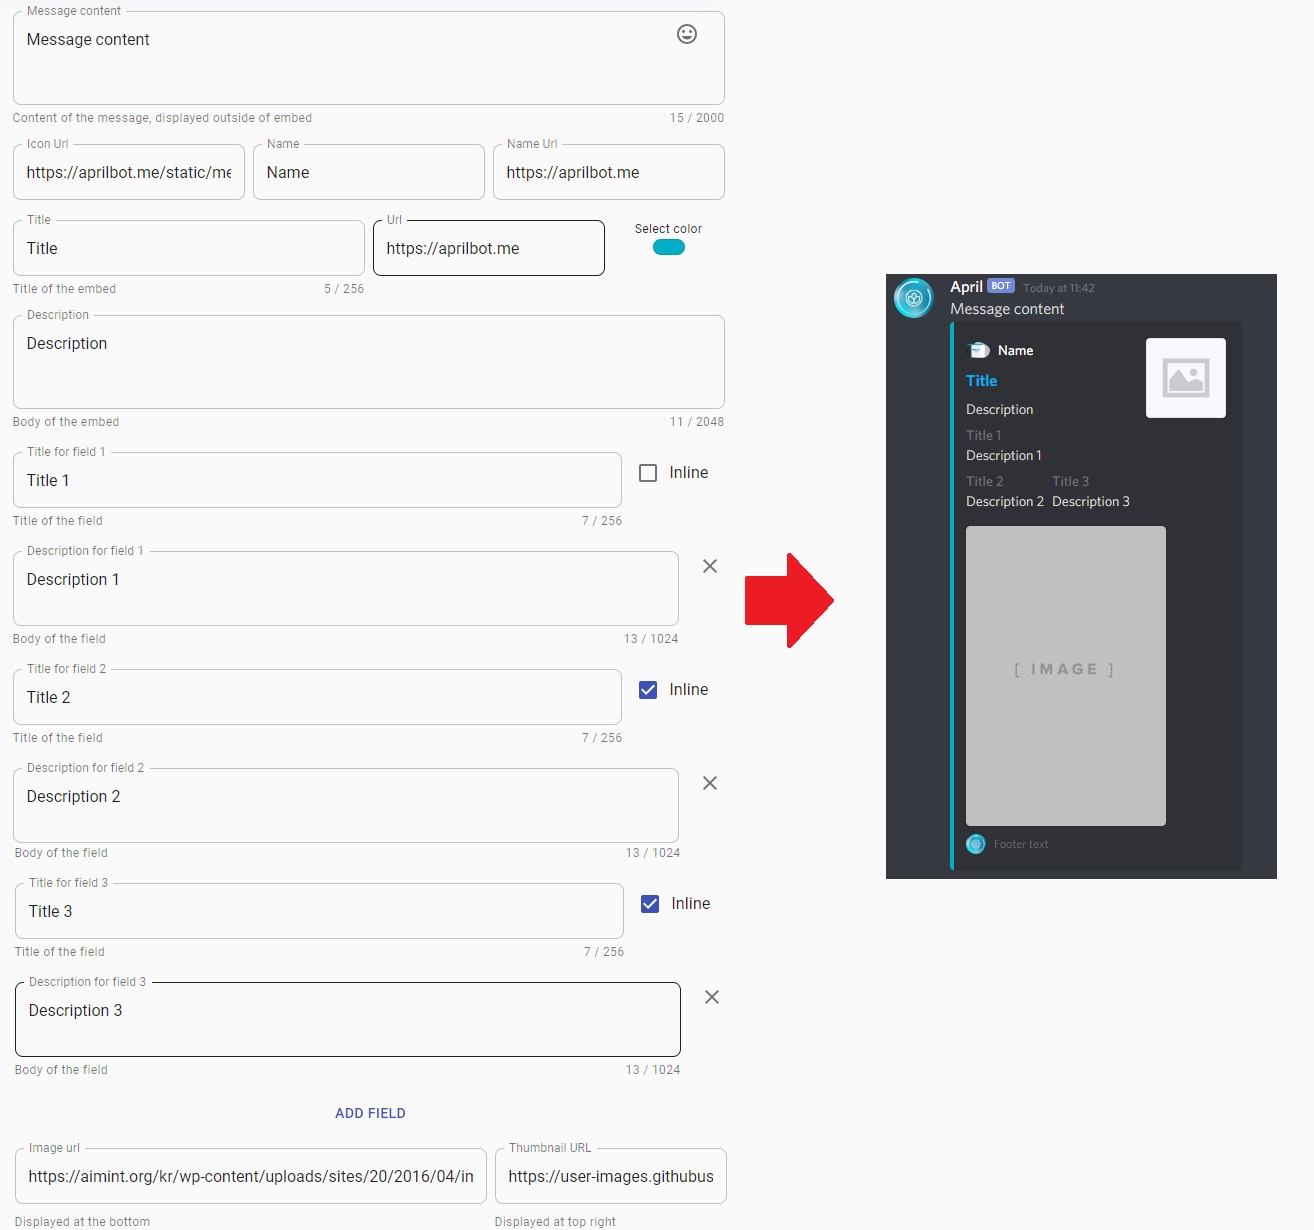 Message content
Message content
Content of the message, displayed outside of embed 15 / 2000
Icon Url Name Name Url
https://aprilbot.me/static/me Name https://aprilbot.me
Title Url Select color
Title https://aprilbot.me
Title of the embed 5 / 256
Description
Description
Body of the embed 11 / 2048
Title for field 1
Title 1 Inline
Title of the field 7 / 256
Description for field 1
Description 1
Body of the field 13 / 1024
Title for field 2
Title 2 Inline
Title of the field 7 / 256
Description for field 2
Description 2
Body of the field 13 / 1024
Title for field 3
Title 3 Inline
Title of the field 7 / 256
Description for field 3
Description 3
Body of the field 13 / 1024
ADD FIELD
Image url Thumbnail URL
https://aimint.org/kr/wp-content/uploads/sites/20/2016/04/in https://user-images.githubus
Displayed at the bottom Displayed at top right
April BOT Today at 11:42
Message content
Name
Title
Description
Title 1
Description 1
Title 2 Title 3
Description 2 Description 3
[ IMAGE ]
Footer text